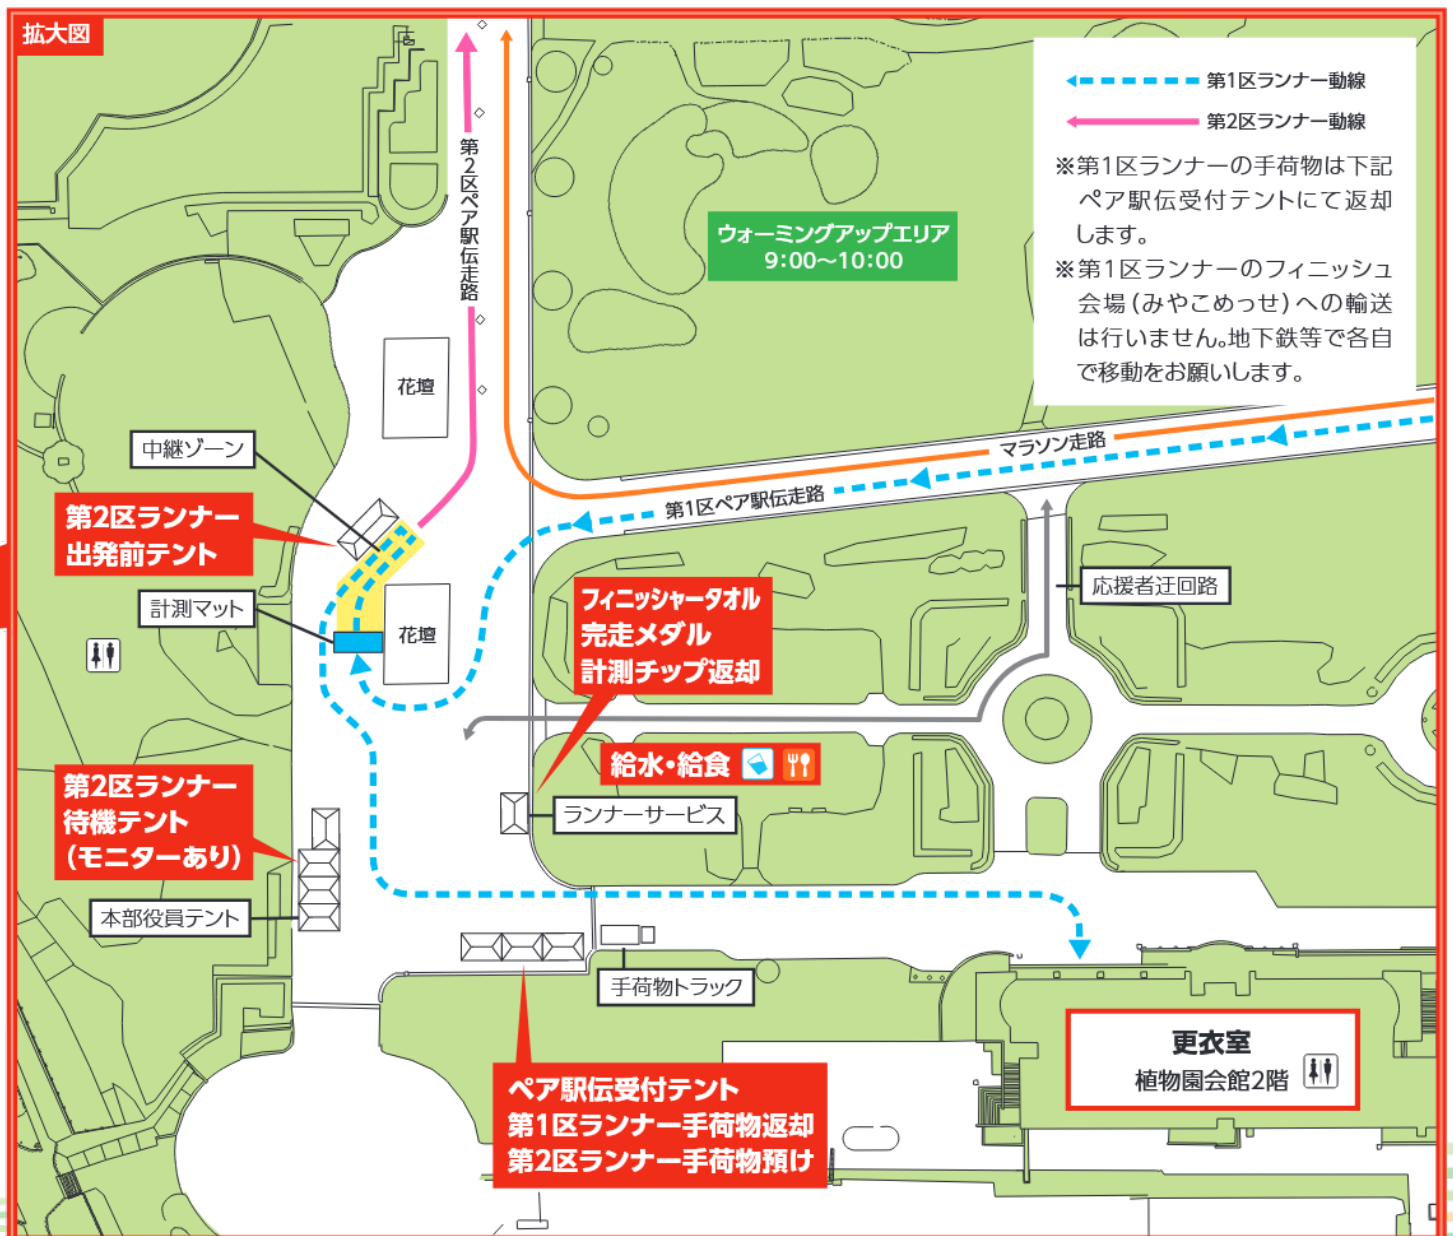 拡大図
第1区ランナー動線
第2区ランナー動線
※第1区ランナーの手荷物は下記
ペア駅伝受付テントにて返却
します。
※第1区ランナーのフィニッシュ
会場(みやこめっせ)への輸送
は行いません。地下鉄等で各自
で移動をお願いします。
第2区ペア駅伝走路
ウォーミングアップエリア
9:00〜10:00
花壇
中継ゾーン
マラソン走路
第1区ペア駅伝走路
第2区ランナー
出発前テント
計測マット
花壇
フィニッシャータオル
完走メダル
計測チップ返却
応援者迂回路
給水・給食
ランナーサービス
第2区ランナー
待機テント
(モニターあり)
本部役員テント
手荷物トラック
ペア駅伝受付テント
第1区ランナー手荷物返却
第2区ランナー手荷物預け
更衣室
植物園会館2階